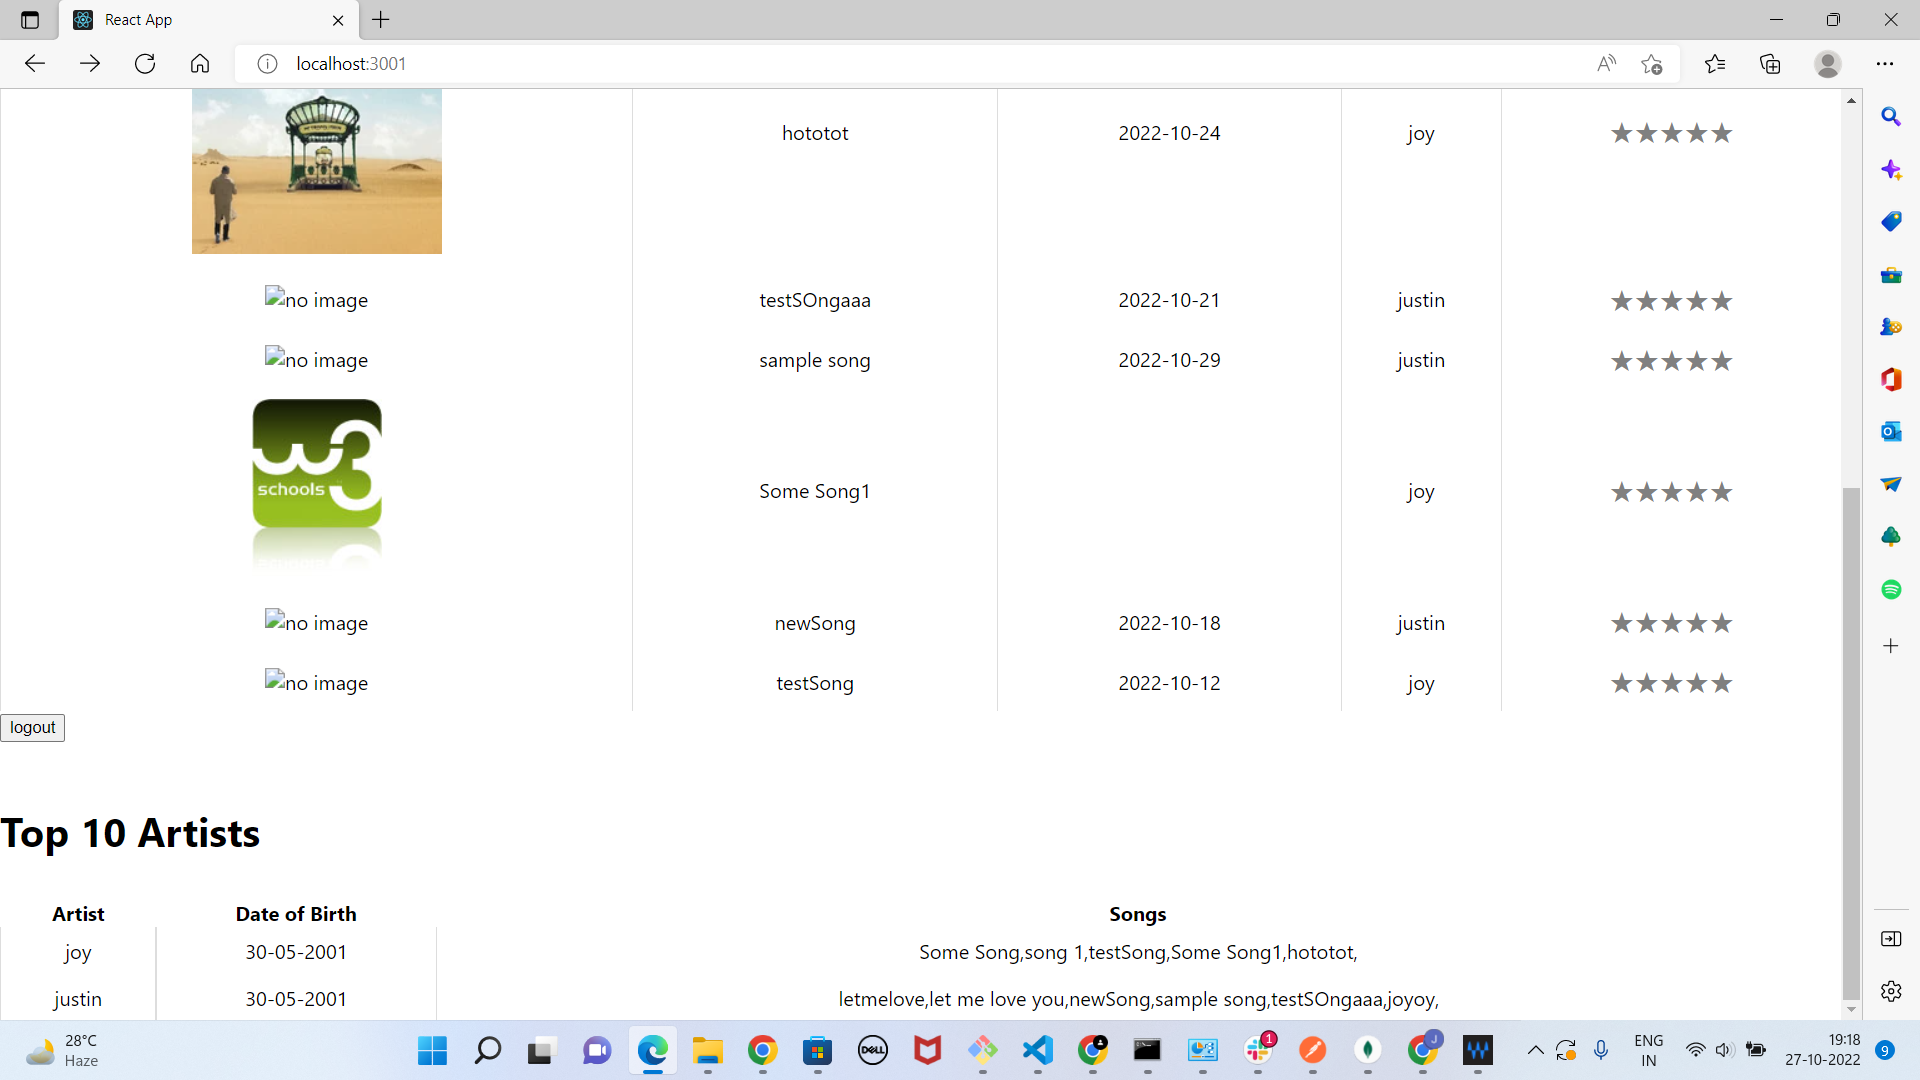 React App
localhost:3001
hototot 2022-10-24 joy ★★★★★
no image testSOngaaa 2022-10-21 justin ★★★★★
no image sample song 2022-10-29 justin ★★★★★
w3
schools
Some Song1 joy ★★★★★
no image newSong 2022-10-18 justin ★★★★★
no image testSong 2022-10-12 joy ★★★★★
logout
Top 10 Artists
Artist Date of Birth Songs
joy 30-05-2001 Some Song,song 1,testSong,Some Song1,hototot,
justin 30-05-2001 letmelove,let me love you,newSong,sample song,testSOngaaa,joyoy,
28°C
Haze
DELL
1
J
ENG
IN
19:18
27-10-2022
9